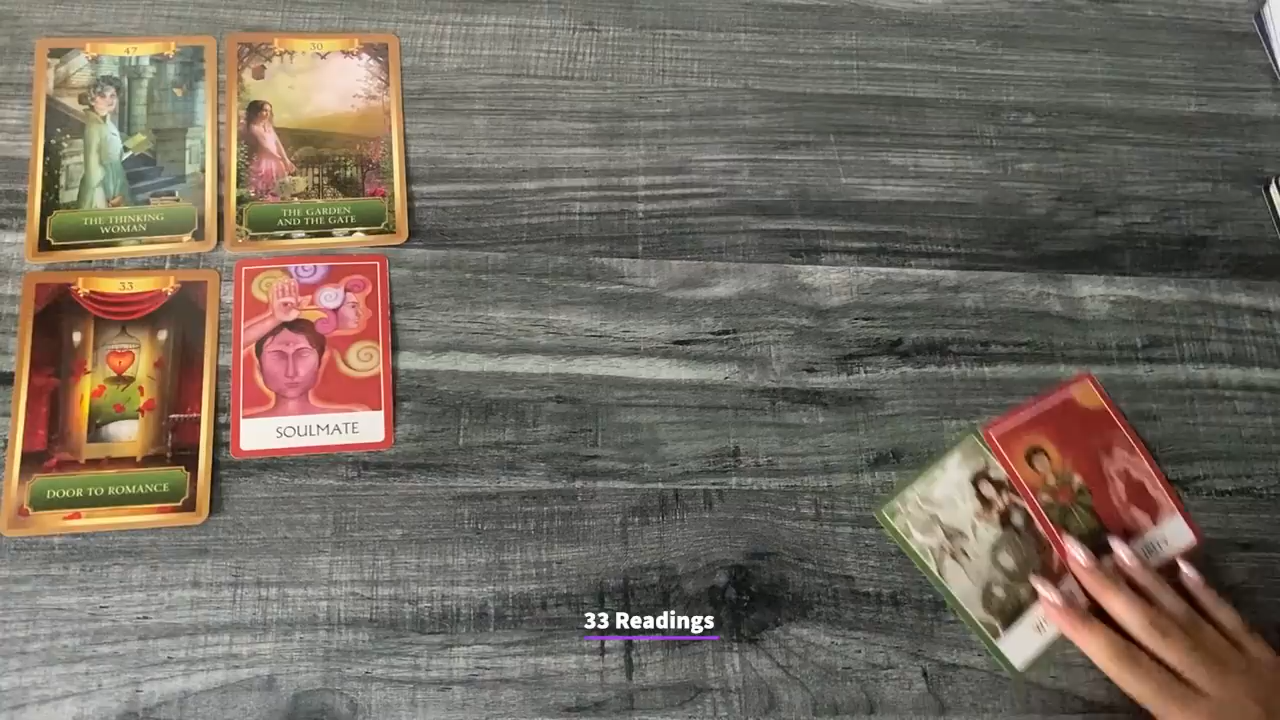 47
THE THINKING
WOMAN
30
THE GARDEN
AND THE GATE
33
DOOR TO ROMANCE
SOULMATE
33 Readings